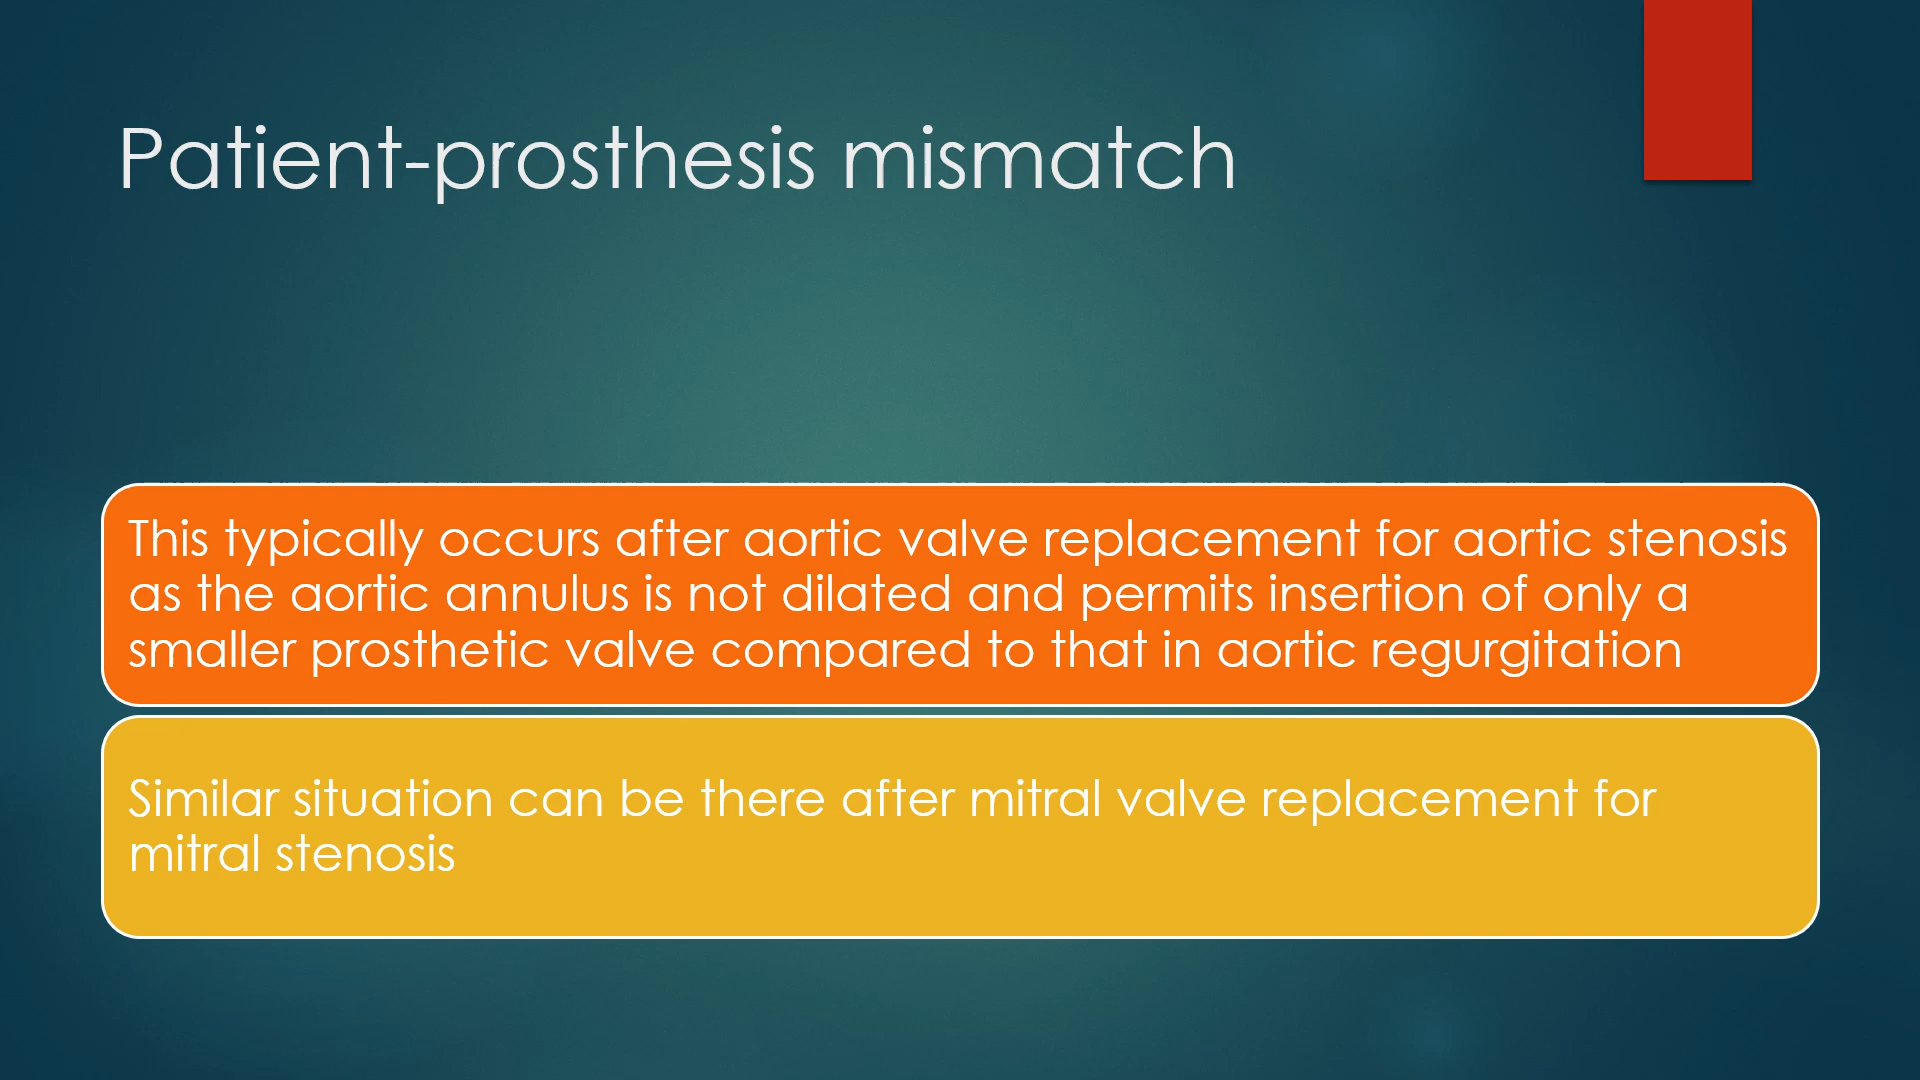 Patient-prosthesis mismatch
This typically occurs after aortic valve replacement for aortic stenosis
as the aortic annulus is not dilated and permits insertion of only a
smaller prosthetic valve compared to that in aortic regurgitation
Similar situation can be there after mitral valve replacement for
mitral stenosis